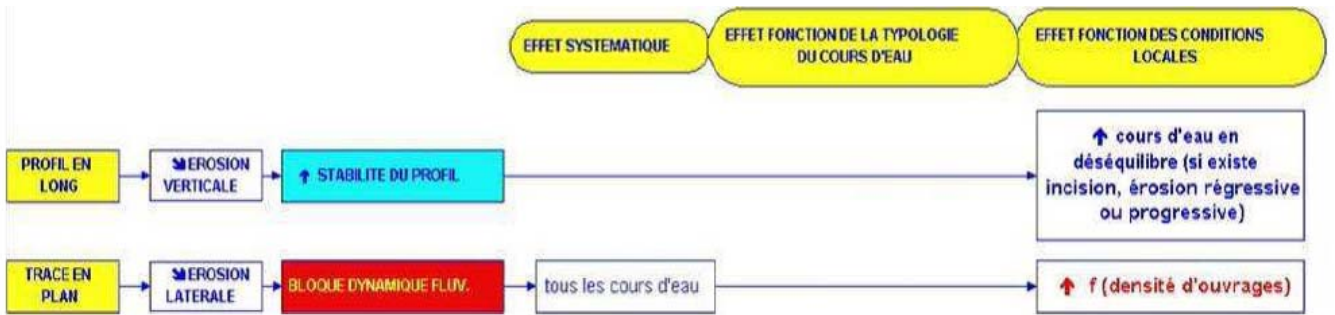 EFFET SYSTEMATIQUE
EFFET FONCTION DE LA TYPOLOGIE
DU COURS D'EAU
EFFET FONCTION DES CONDITIONS
LOCALES
PROFIL EN
LONG
↘ EROSION
VERTICALE
↑ STABILITE DU PROFIL
↑ cours d'eau en
déséquilibre (si existe
incision, érosion régressive
ou progressive)
TRACE EN
PLAN
↘ EROSION
LATERALE
BLOQUE DYNAMIQUE FLUV.
tous les cours d'eau
↑ f (densité d'ouvrages)